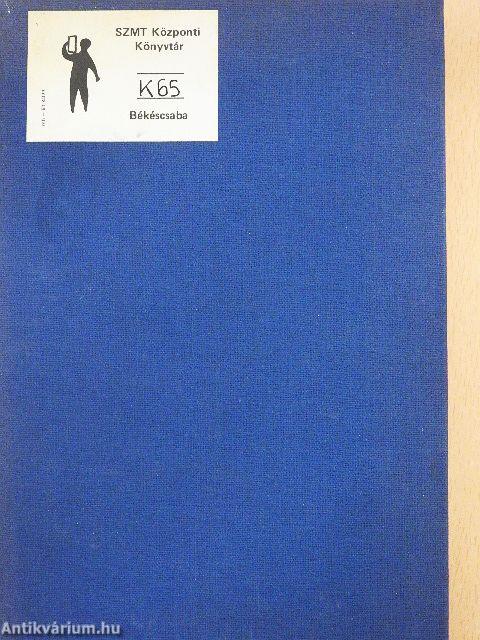 SZMT Központi
Könyvtár
K65
Békéscsaba
Antikvárium.hu